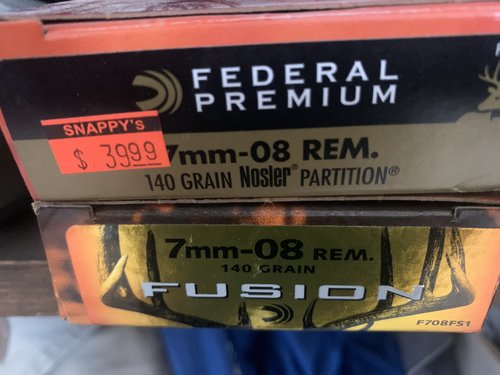 FEDERAL
PREMIUM
SNAPPY'S
$ 39.99
7mm-08 REM.
140 GRAIN Nosler® PARTITION®
7mm-08 REM.
140 GRAIN
FUSION
F708FS1